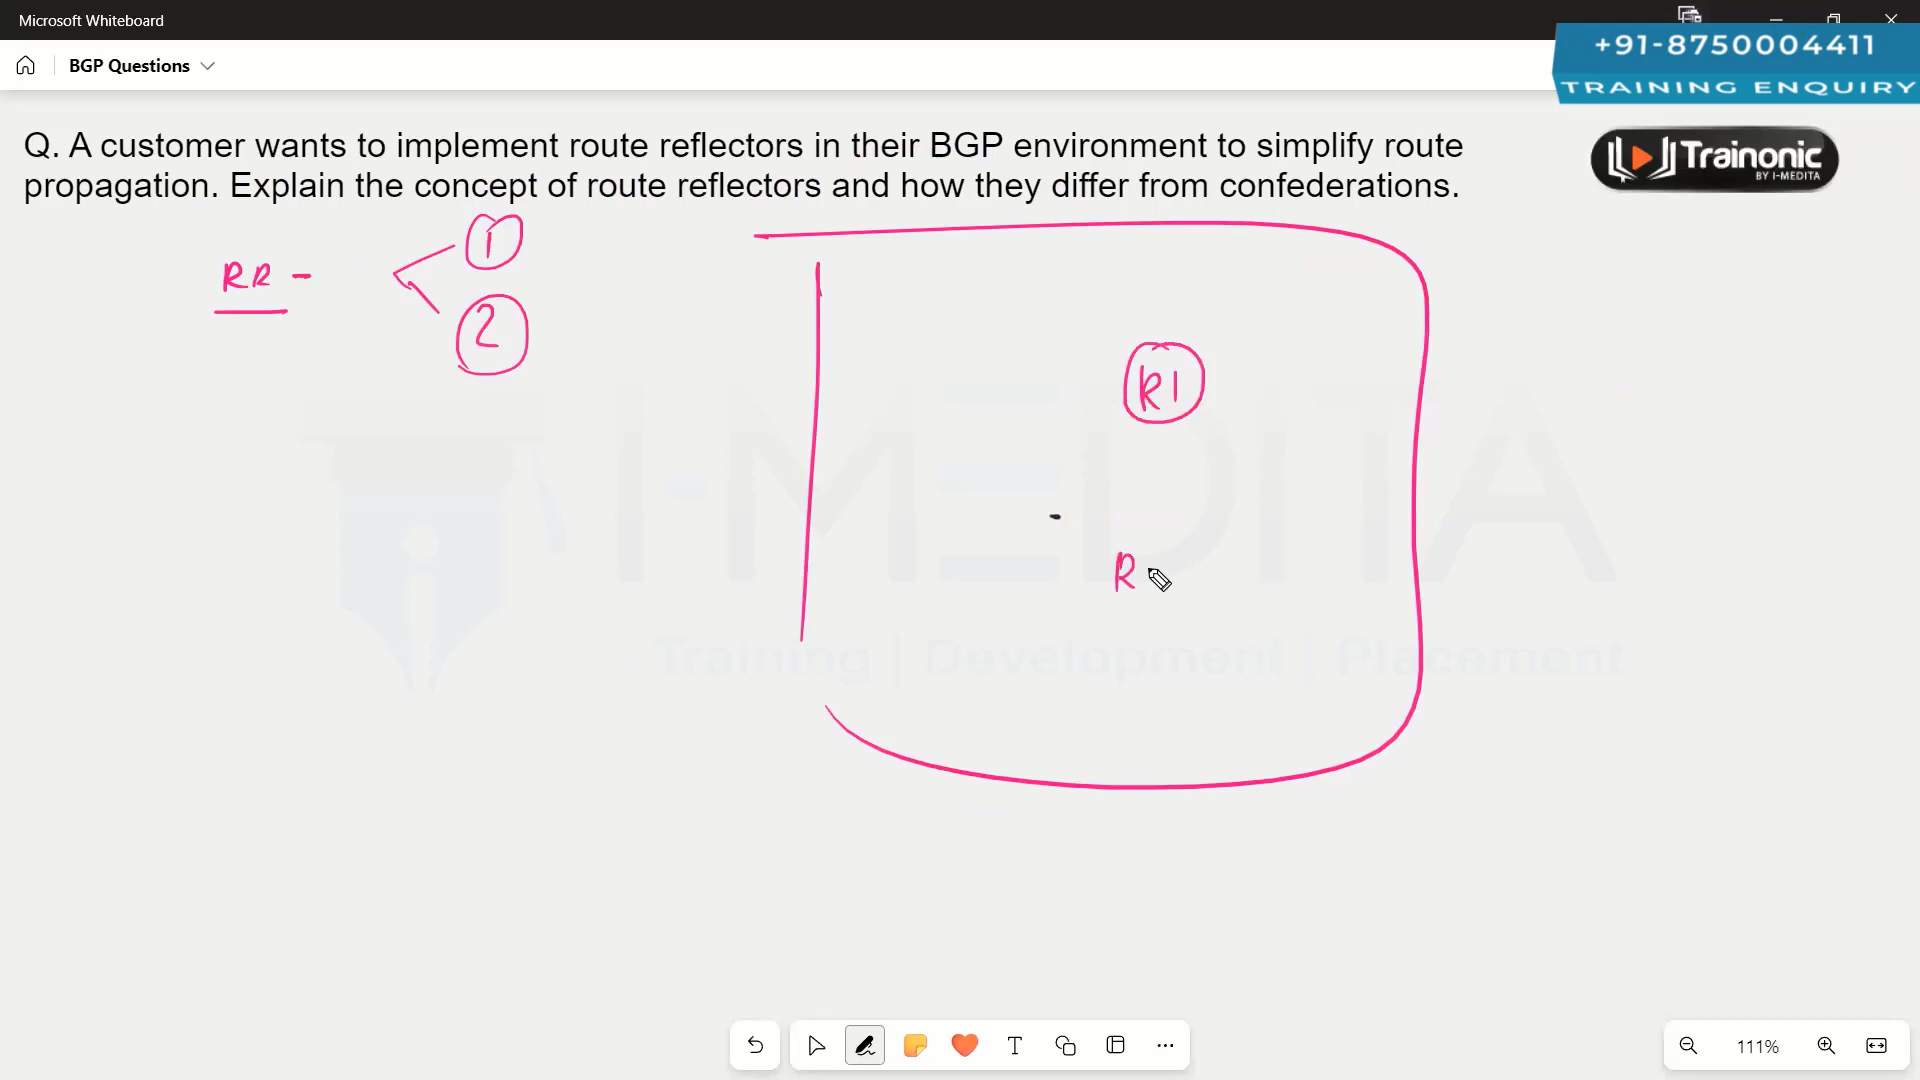 Microsoft Whiteboard
BGP Questions
+91-8750004411
TRAINING ENQUIRY
Q. A customer wants to implement route reflectors in their BGP environment to simplify route
propagation. Explain the concept of route reflectors and how they differ from confederations.
Trainonic
BY I-MEDITA
RR -
1
2
R1
R
I-MEDITA
Training | Development | Placement
T
111%